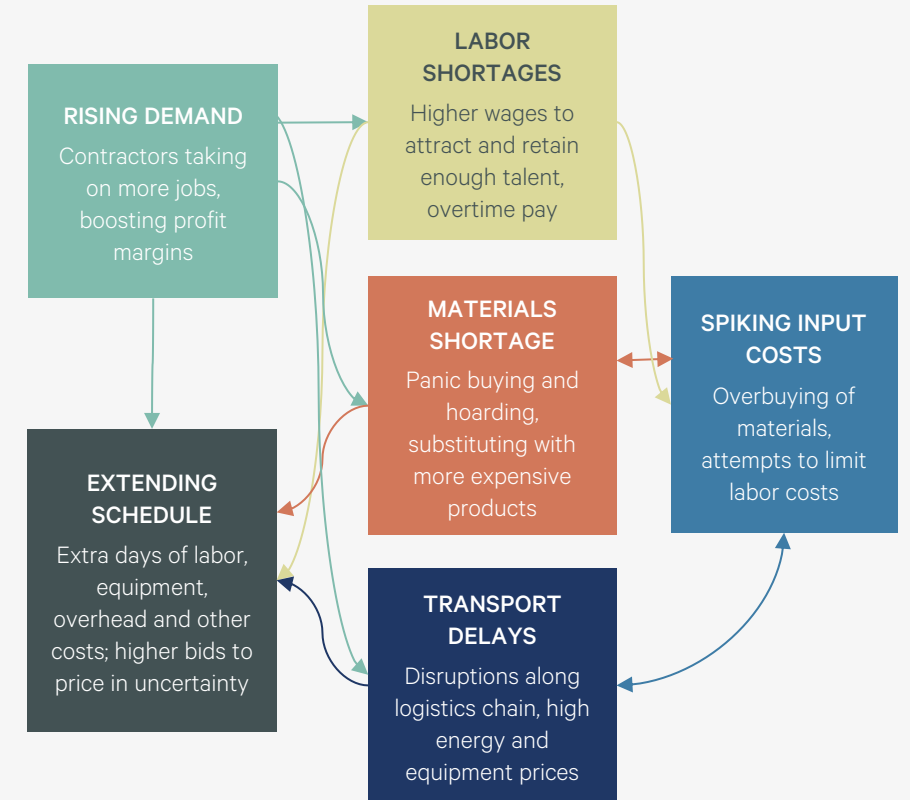 RISING DEMAND
Contractors taking
on more jobs,
boosting profit
margins
LABOR
SHORTAGES
Higher wages to
attract and retain
enough talent,
overtime pay
MATERIALS
SHORTAGE
Panic buying and
hoarding,
substituting with
more expensive
products
SPIKING INPUT
COSTS
Overbuying of
materials,
attempts to limit
labor costs
EXTENDING
SCHEDULE
Extra days of labor,
equipment,
overhead and other
costs; higher bids to
price in uncertainty
TRANSPORT
DELAYS
Disruptions along
logistics chain, high
energy and
equipment prices